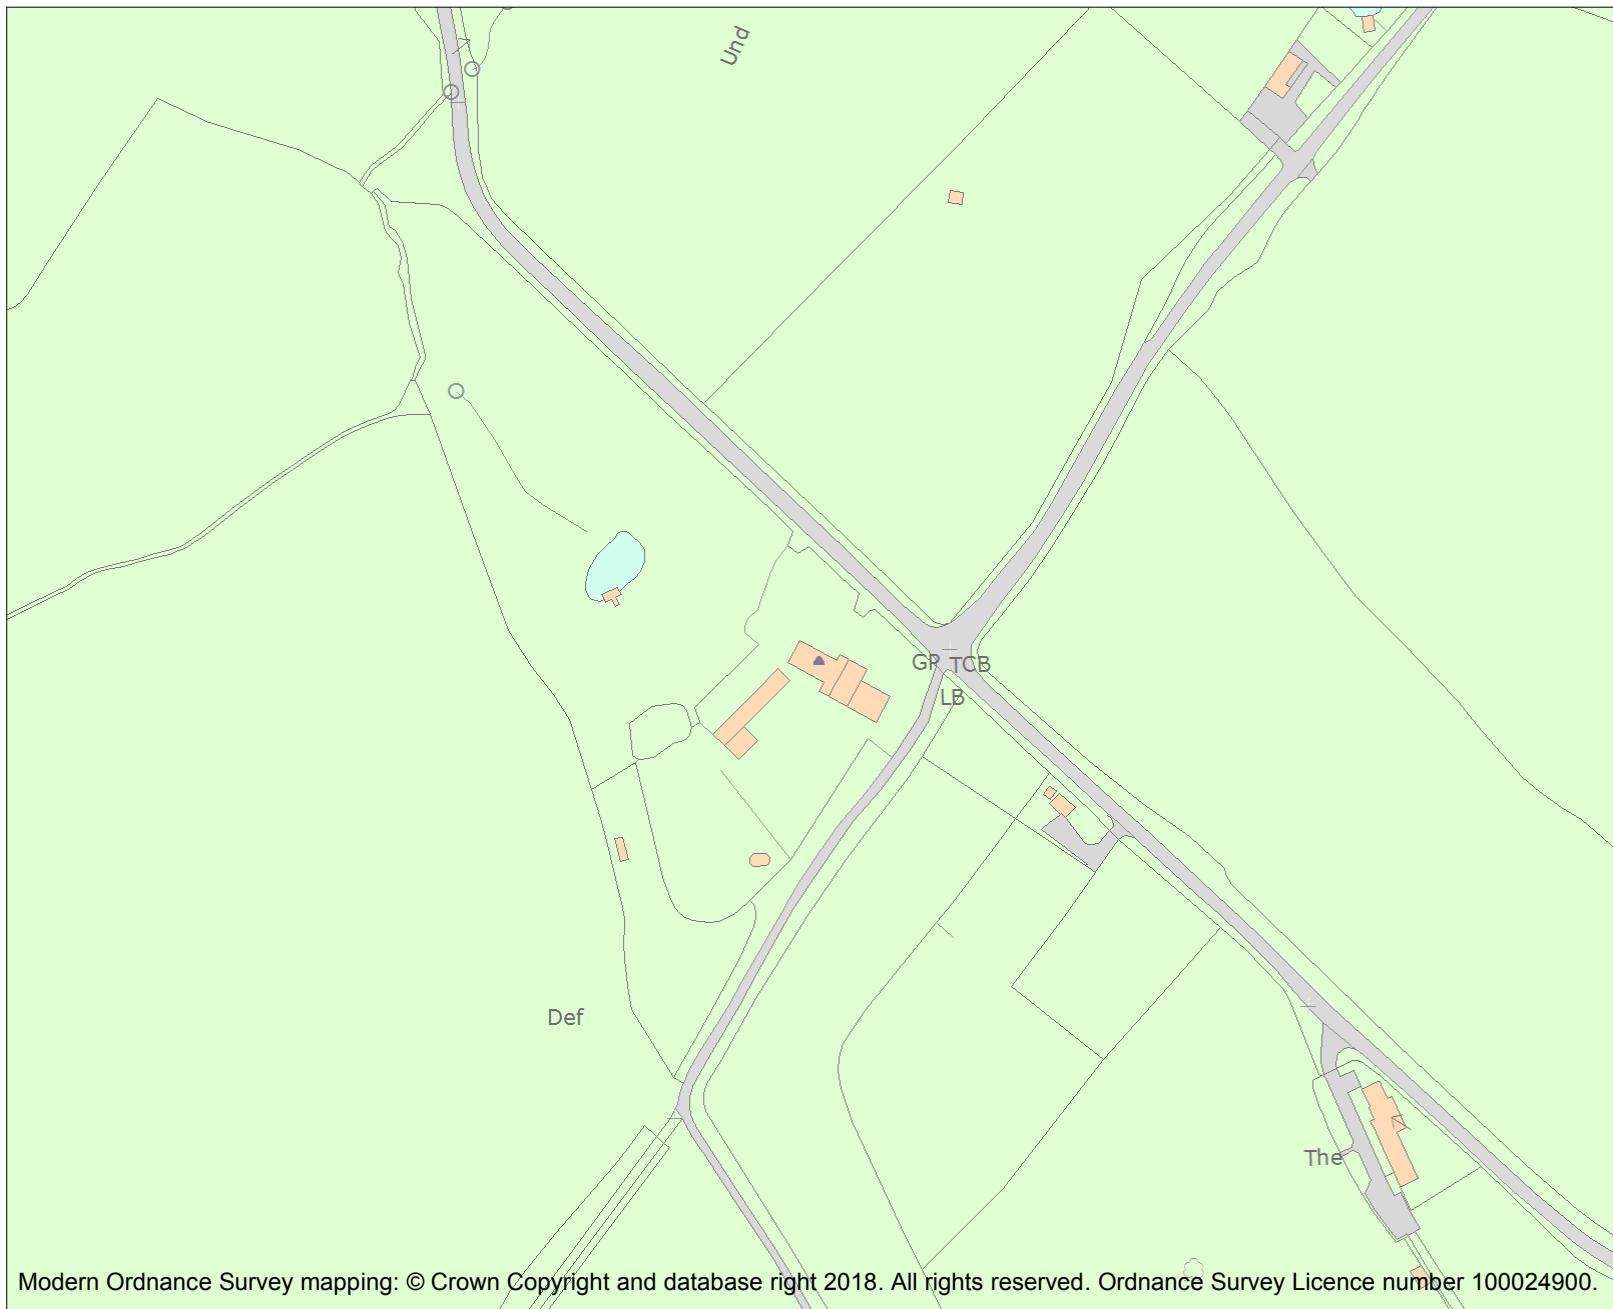 Und
GP TCB
LB
Def
The
Modern Ordnance Survey mapping: © Crown Copyright and database right 2018. All rights reserved. Ordnance Survey Licence number 100024900.